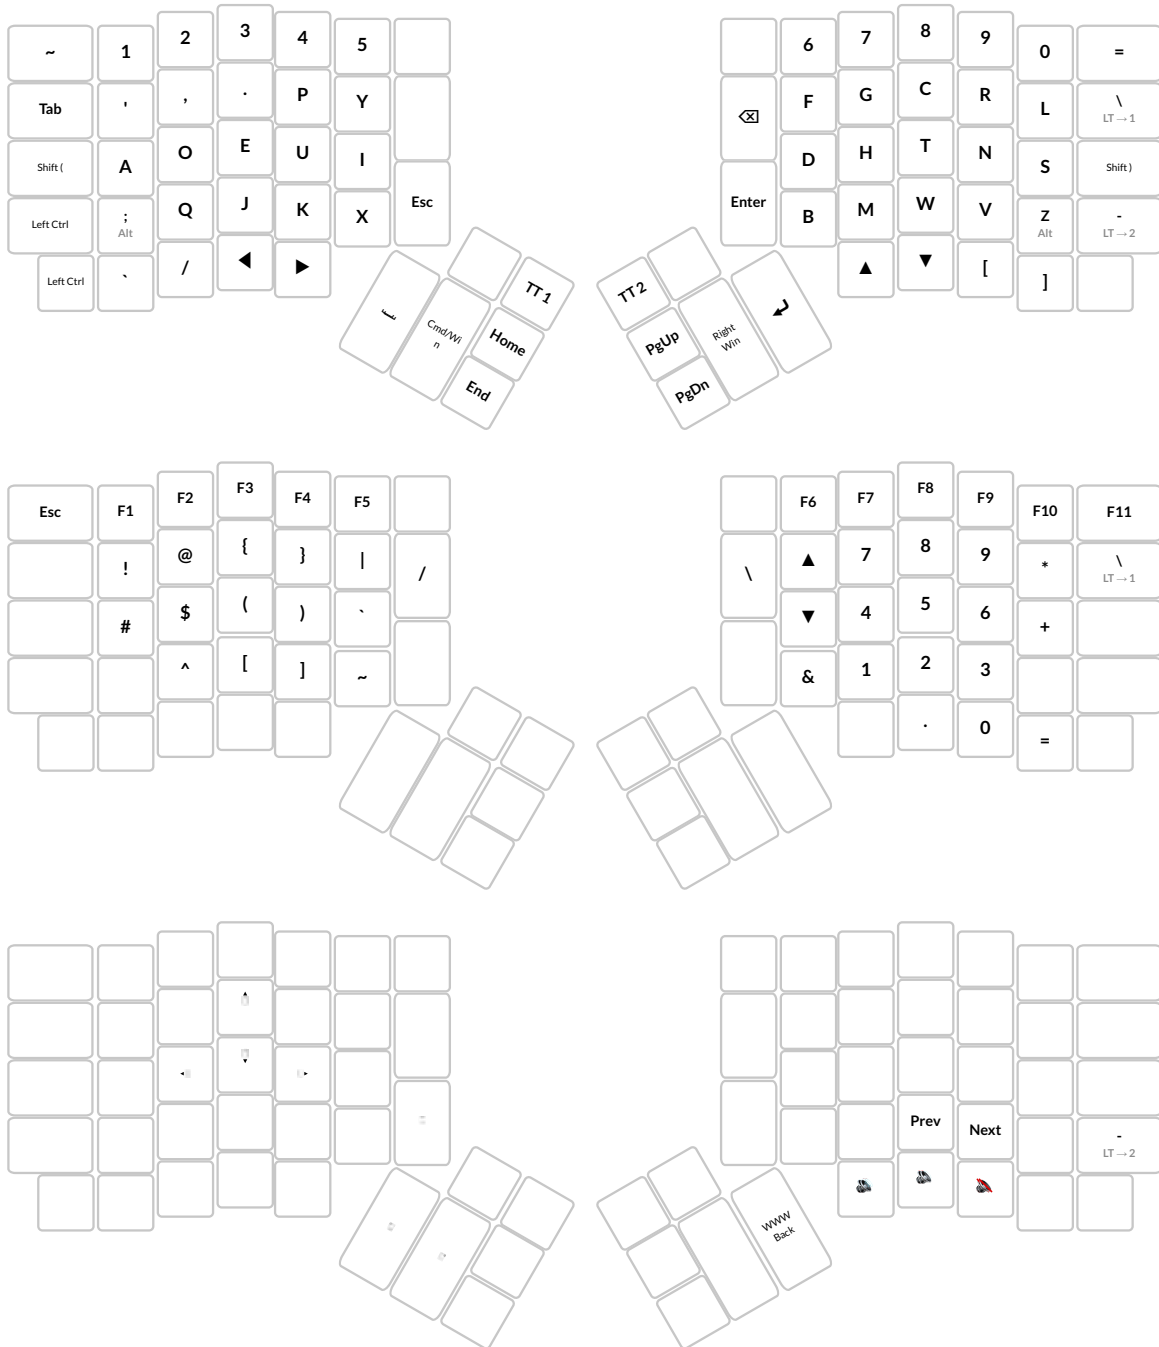 ~ 1 2 3 4 5 6 7 8 9 0 =
Tab ' , . P Y F G C R L \
LT→1
Shift ( A O E U I D H T N S Shift )
Left Ctrl ; Q J K X Esc Enter B M W V Z -
Alt Alt LT→2
Left Ctrl ` / ◀ ▶ ▲ ▼ [ ]
TT 1 TT 2
Cmd/Wi
n
Home PgUp Right
Win
End PgDn
Esc F1 F2 F3 F4 F5 F6 F7 F8 F9 F10 F11
! @ { } | / \ ▲ 7 8 9 * \
LT→1
# $ ( ) ` ▼ 4 5 6 +
^ [ ] ~ & 1 2 3
. 0 =
Prev Next -
LT→2
WWW
Back